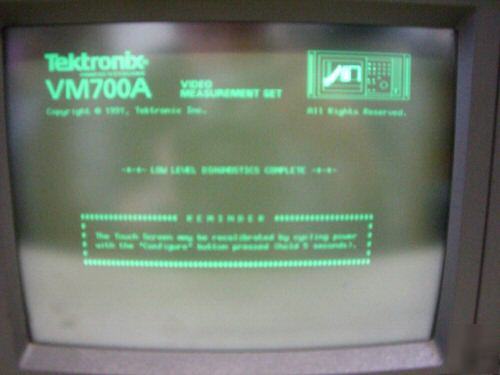 Tektronix
VM700A
VIDEO
MEASUREMENT SET
Copyright © 1991, Tektronix Inc.
All Rights Reserved.
-+-+- LOW LEVEL DIAGNOSTICS COMPLETE -+-+-
REMINDER
The Touch Screen may be recalibrated by cycling power
with the "Configure" button pressed (hold 5 seconds).